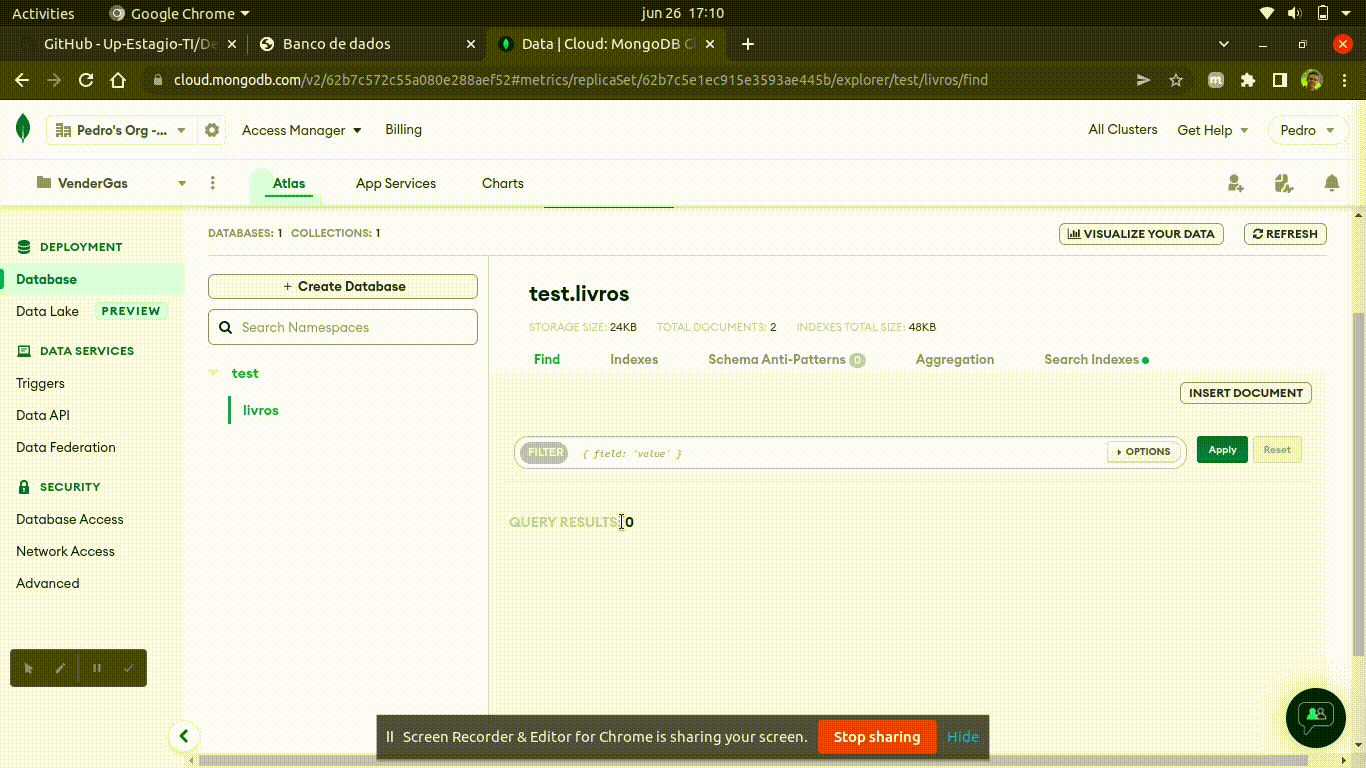 Activities Google Chrome jun 26 17:10
GitHub - Up-Estagio-TI/De Banco de dados Data | Cloud: MongoDB C
cloud.mongodb.com/v2/62b7c572c55a080e288aef52#metrics/replicaSet/62b7c5e1ec915e3593ae445b/explorer/test/livros/find
Pedro's Org -... Access Manager Billing All Clusters Get Help Pedro
VenderGas Atlas App Services Charts
DEPLOYMENT
Database
Data Lake PREVIEW
DATA SERVICES
Triggers
Data API
Data Federation
SECURITY
Database Access
Network Access
Advanced
DATABASES: 1 COLLECTIONS: 1
VISUALIZE YOUR DATA REFRESH
+ Create Database
Search Namespaces
test
livros
test.livros
STORAGE SIZE: 24KB TOTAL DOCUMENTS: 2 INDEXES TOTAL SIZE: 48KB
Find Indexes Schema Anti-Patterns 0 Aggregation Search Indexes
INSERT DOCUMENT
FILTER { field: 'value' } OPTIONS Apply Reset
QUERY RESULTS 0
Screen Recorder & Editor for Chrome is sharing your screen. Stop sharing Hide